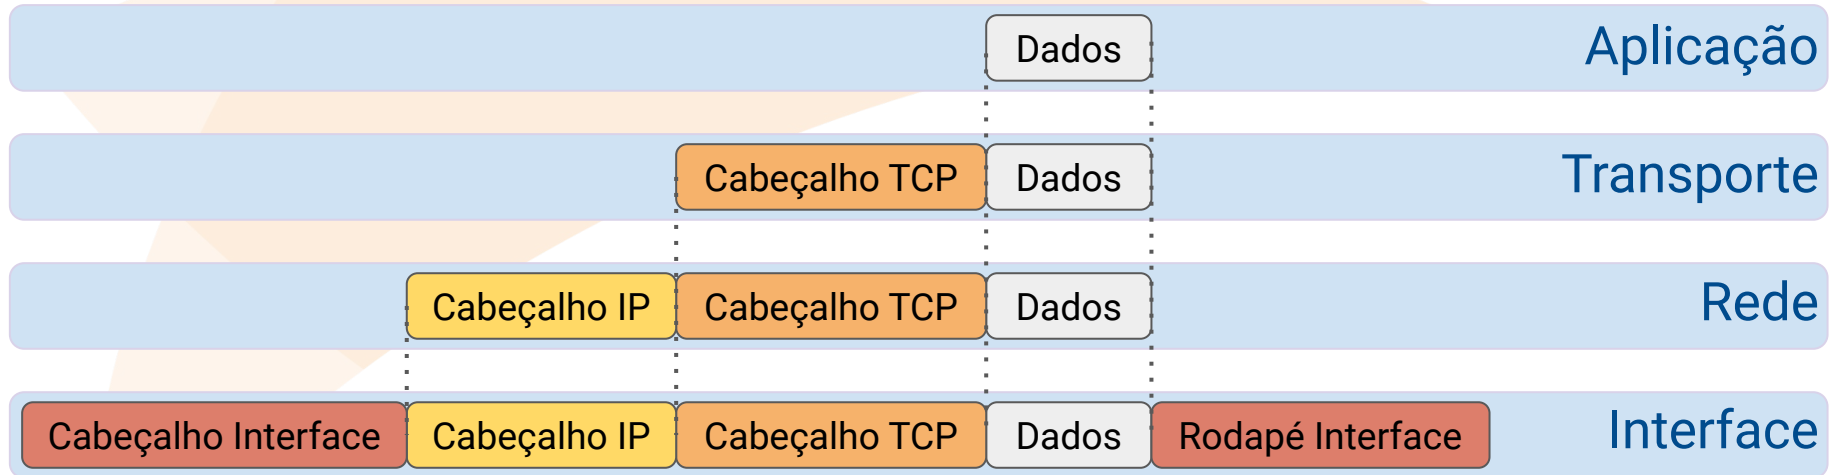 Dados Aplicação
Cabeçalho TCP Dados Transporte
Cabeçalho IP Cabeçalho TCP Dados Rede
Cabeçalho Interface Cabeçalho IP Cabeçalho TCP Dados Rodapé Interface Interface